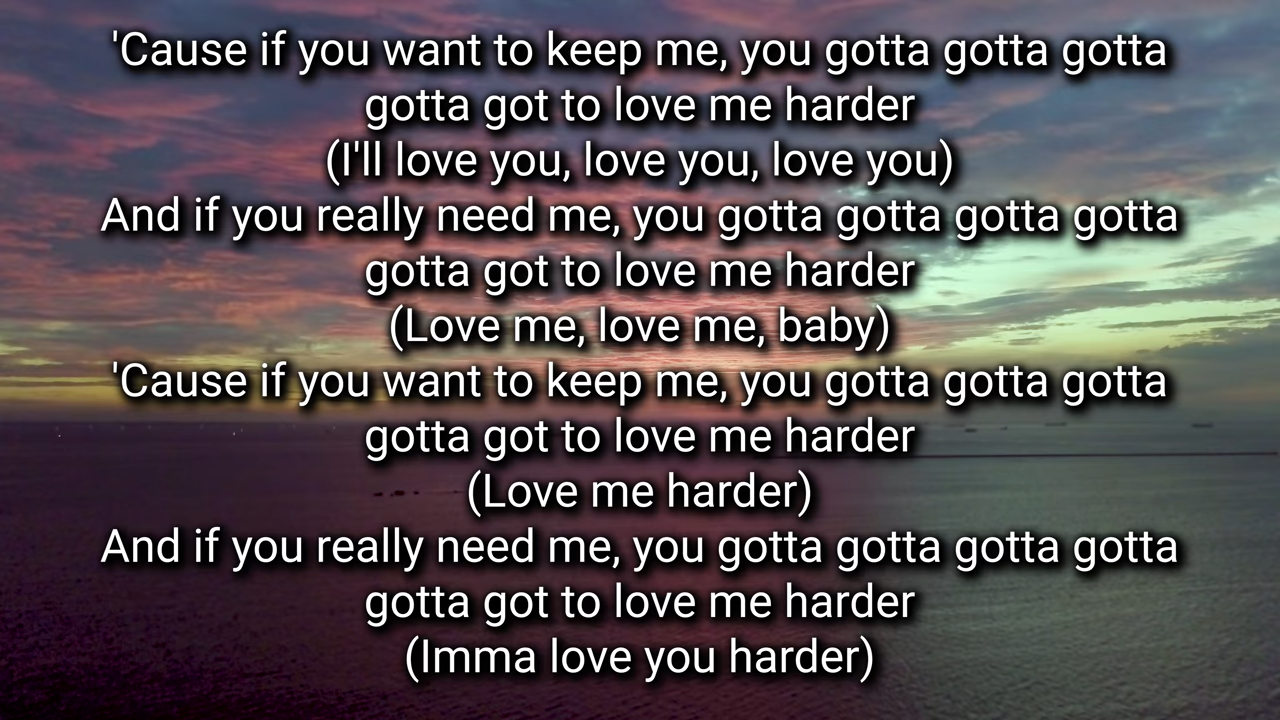 'Cause if you want to keep me, you gotta gotta gotta
gotta got to love me harder
(I'll love you, love you, love you)
And if you really need me, you gotta gotta gotta gotta
gotta got to love me harder
(Love me, love me, baby)
'Cause if you want to keep me, you gotta gotta gotta
gotta got to love me harder
(Love me harder)
And if you really need me, you gotta gotta gotta gotta
gotta got to love me harder
(Imma love you harder)